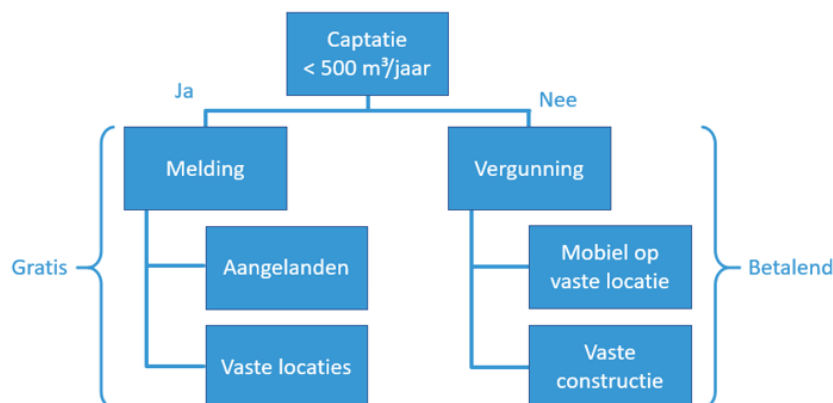 Captatie
< 500 m³/jaar
Ja
Nee
Melding
Vergunning
Gratis
Aangelanden
Mobiel op
vaste locatie
Betalend
Vaste locaties
Vaste
constructie